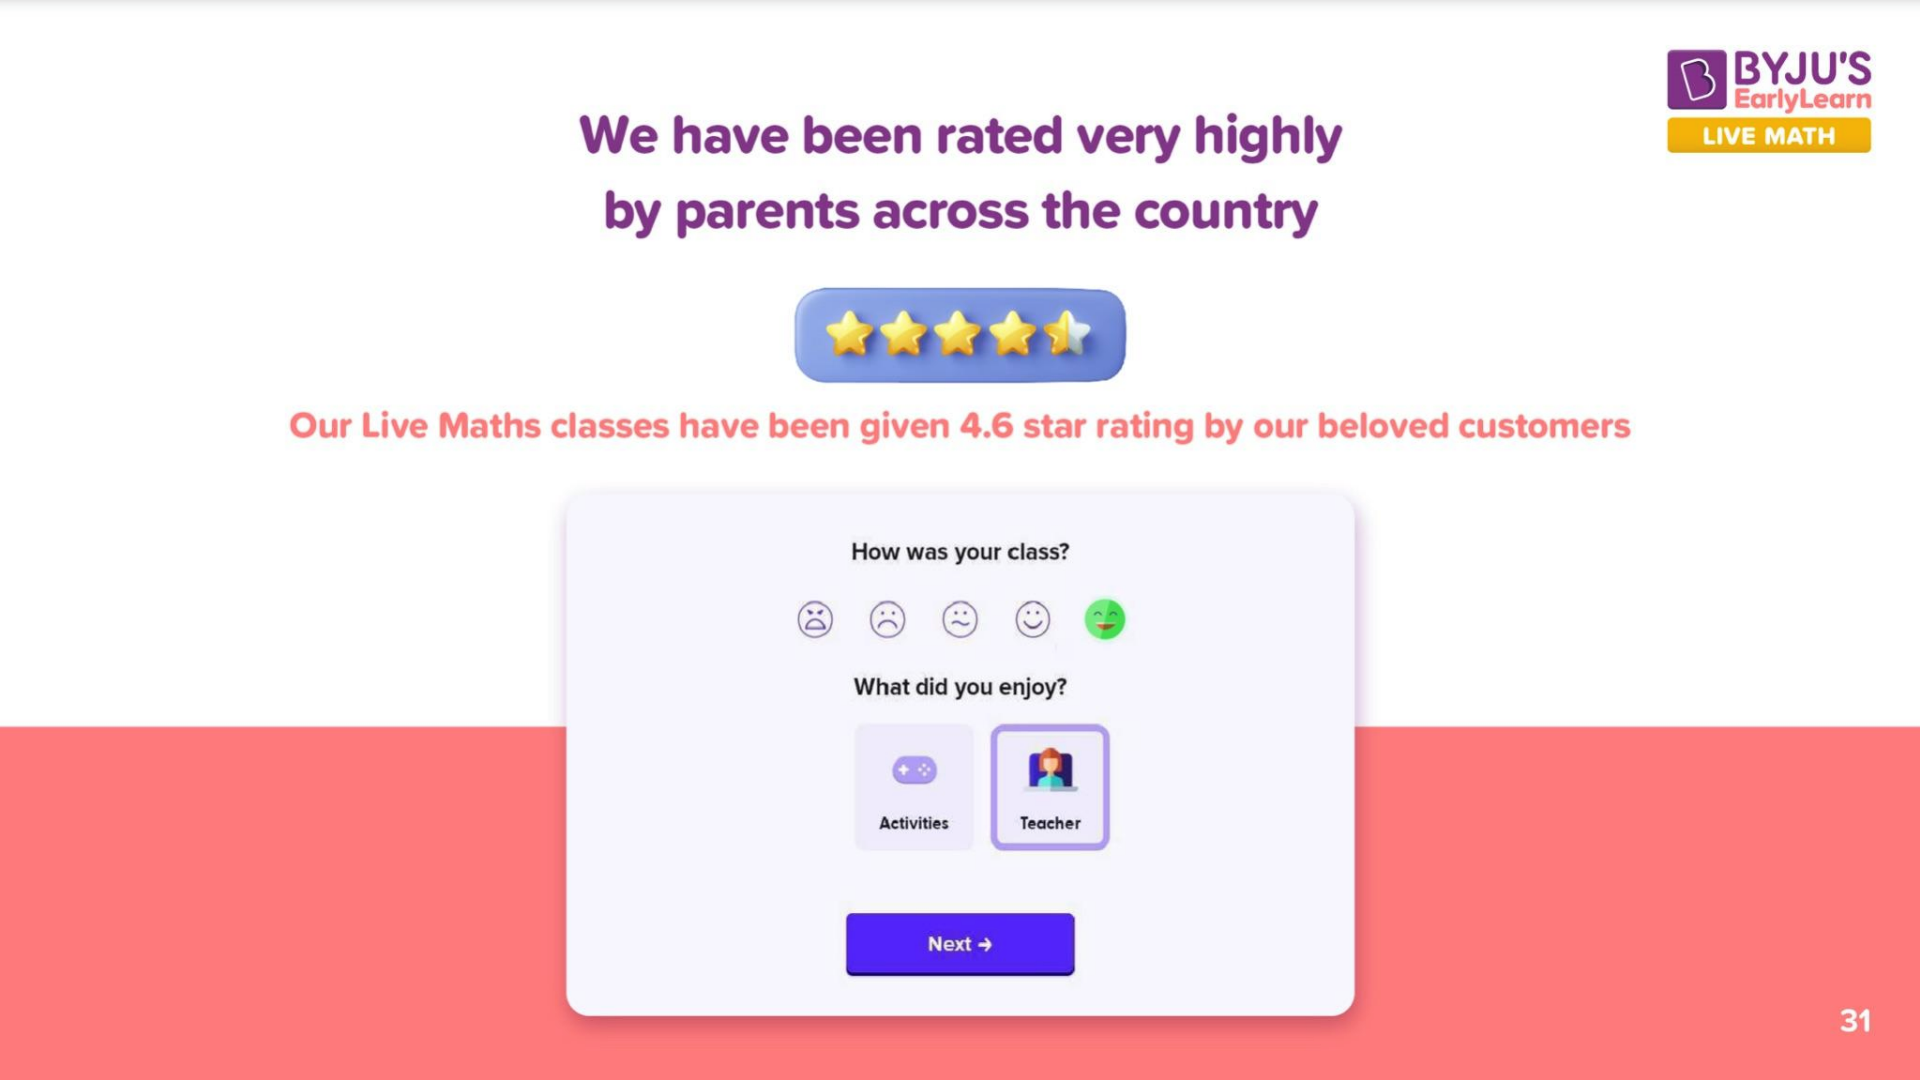 BYJU'S
EarlyLearn
LIVE MATH
We have been rated very highly
by parents across the country
Our Live Maths classes have been given 4.6 star rating by our beloved customers
How was your class?
What did you enjoy?
Activities
Teacher
Next →
31